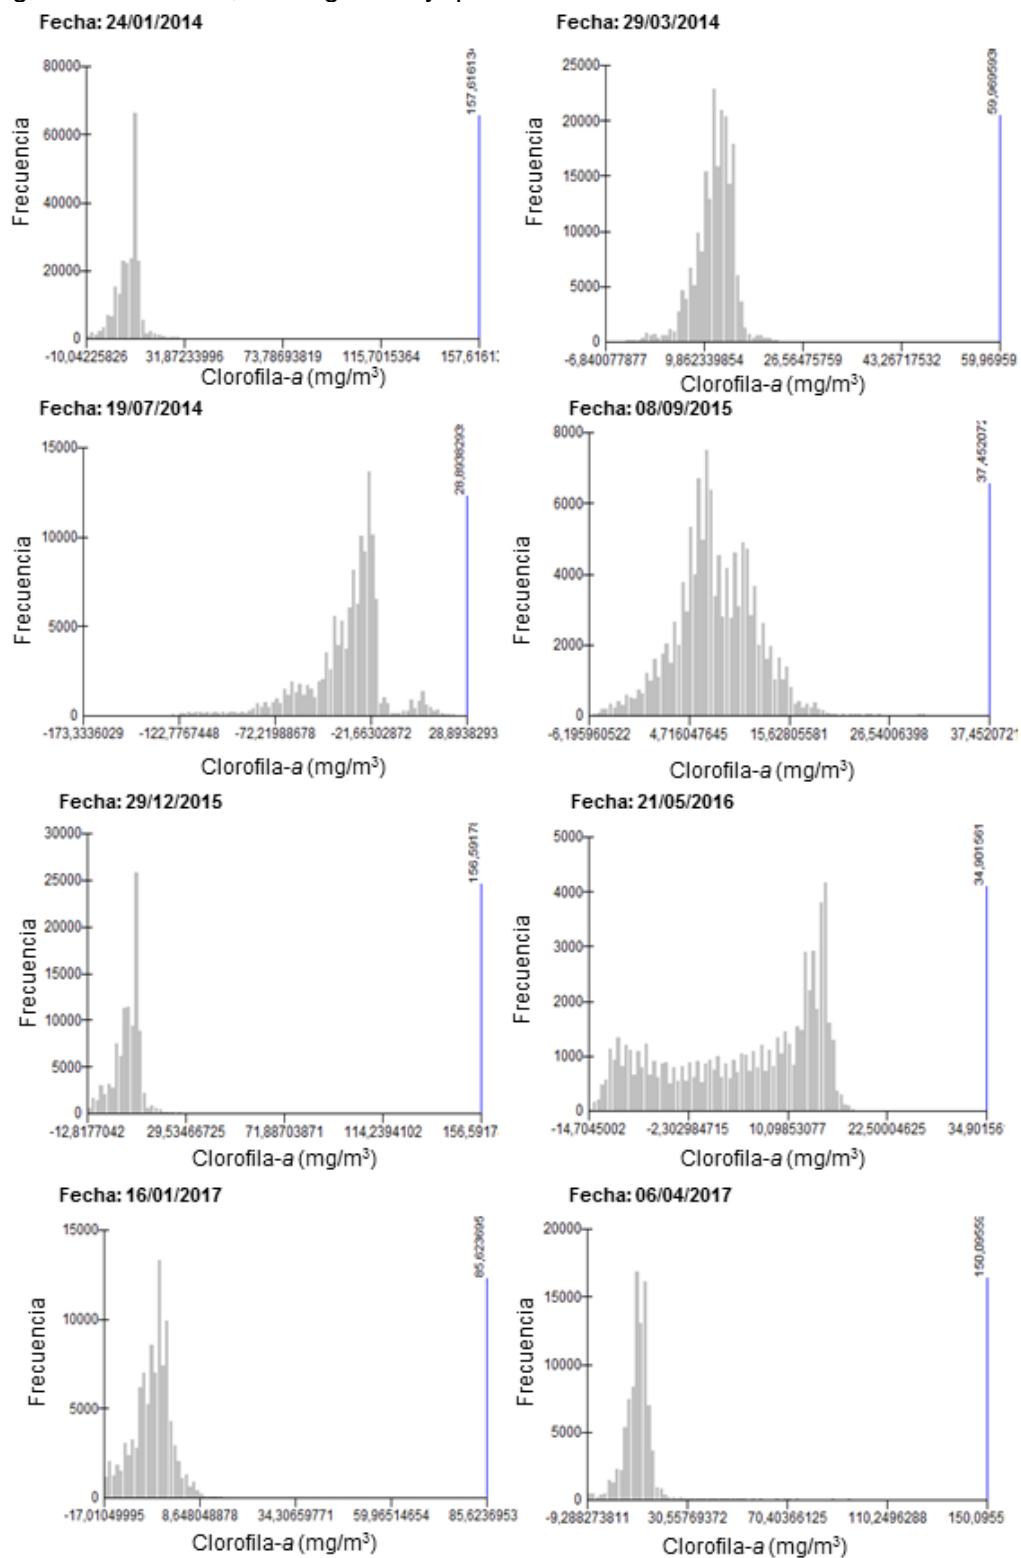 Fecha: 24/01/2014
157,616134
80000
60000
40000
20000
0
Frecuencia
-10,04225826 31,87233996 73,78693819 115,7015364 157,6161
Clorofila-a (mg/m³)
Fecha: 29/03/2014
59,9695930
25000
20000
15000
10000
5000
0
Frecuencia
-6,840077877 9,862339854 26,56475759 43,26717532 59,96959
Clorofila-a (mg/m³)
Fecha: 19/07/2014
28,8938293
15000
10000
5000
0
Frecuencia
-173,3336029 -122,7767448 -72,21988678 -21,66302872 28,8938293
Clorofila-a (mg/m³)
Fecha: 08/09/2015
37,452072
8000
6000
4000
2000
0
Frecuencia
-6,195960522 4,716047645 15,62805581 26,54006398 37,4520721
Clorofila-a (mg/m³)
Fecha: 29/12/2015
156,59178
30000
25000
20000
15000
10000
5000
0
Frecuencia
-12,8177042 29,53466725 71,88703871 114,2394102 156,5917
Clorofila-a (mg/m³)
Fecha: 21/05/2016
34,901561
5000
4000
3000
2000
1000
0
Frecuencia
-14,7045002 -2,302984715 10,09853077 22,50004625 34,90156
Clorofila-a (mg/m³)
Fecha: 16/01/2017
85,623695
15000
10000
5000
0
Frecuencia
-17,01049995 8,648048878 34,30659771 59,96514654 85,6236953
Clorofila-a (mg/m³)
Fecha: 06/04/2017
150,09559
20000
15000
10000
5000
0
Frecuencia
-9,288273811 30,55769372 70,40366125 110,2496288 150,0955
Clorofila-a (mg/m³)